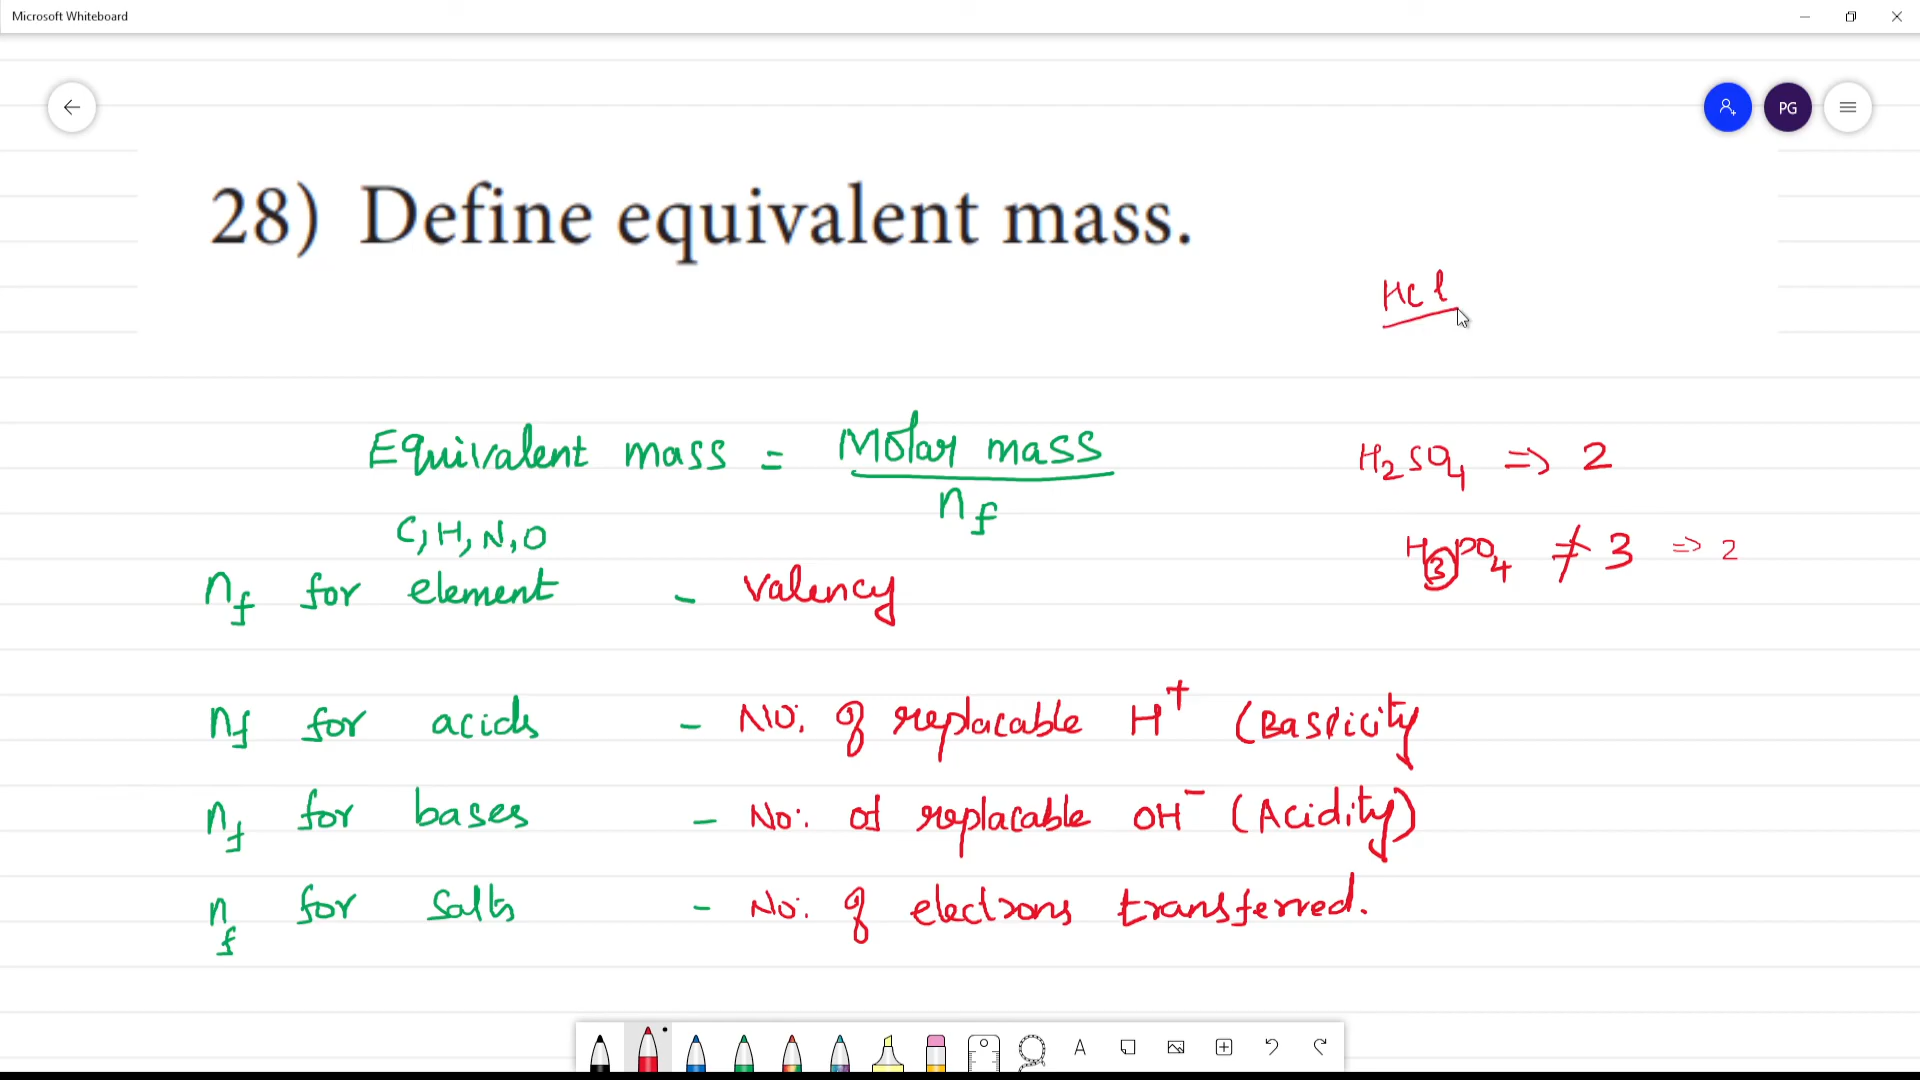 Microsoft Whiteboard
PG
28) Define equivalent mass.
HCl
Equivalent mass = Molar mass / nf
H2SO4 => 2
C, H, N, O
H3PO4 ≠ 3 => 2
nf for element - valency
nf for acids - No: of replacable H+ (Basicity
nf for bases - No: of replacable OH- (Acidity)
nf for salts - No: of electrons transferred.
A